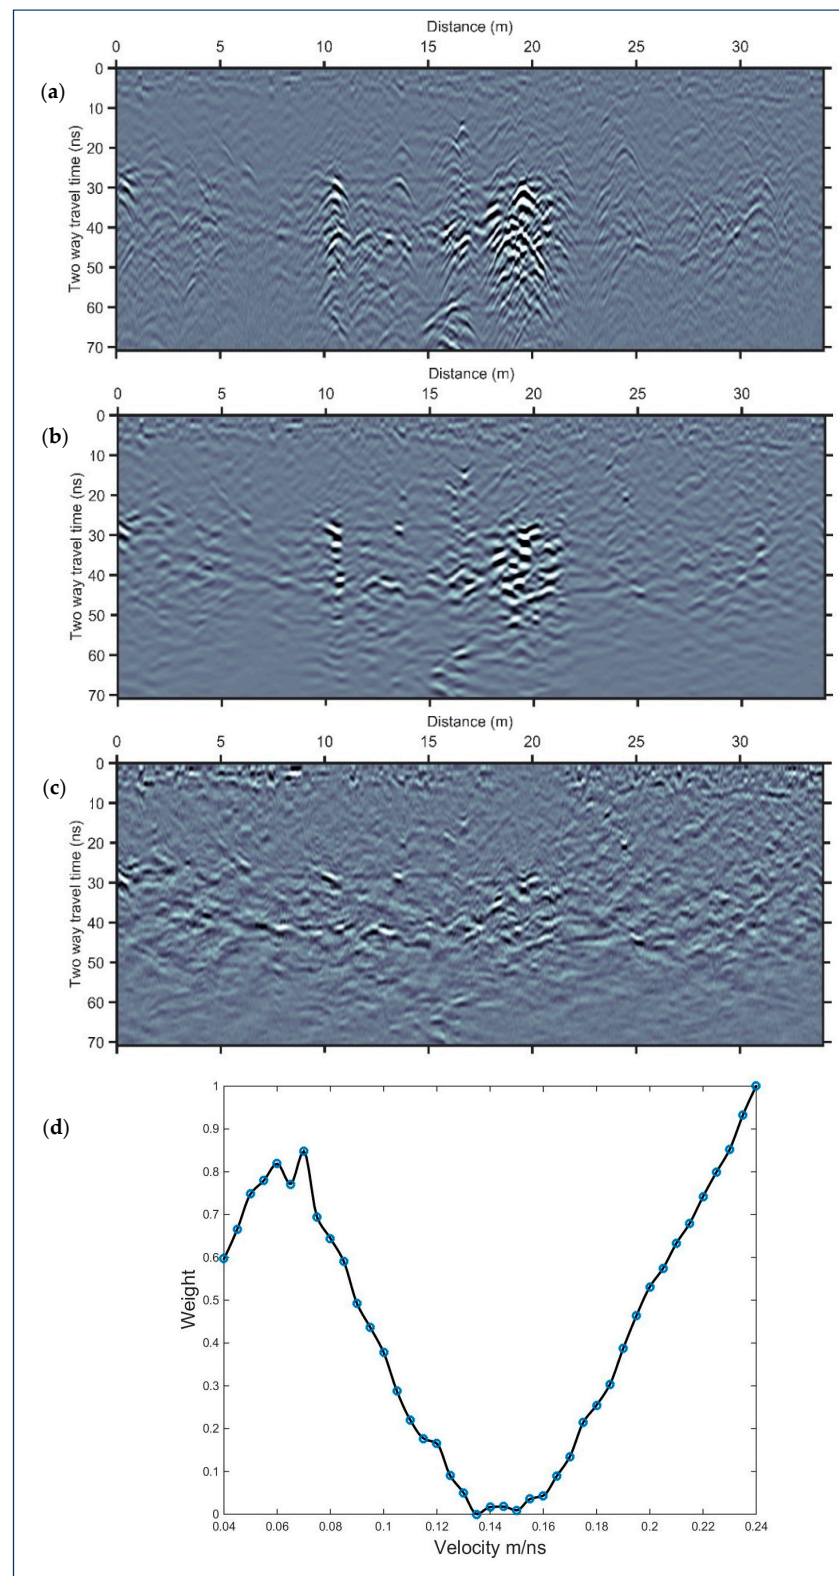 Distance (m)
0 5 10 15 20 25 30
(a)
Two way travel time (ns)
0
10
20
30
40
50
60
70
Distance (m)
0 5 10 15 20 25 30
(b)
Two way travel time (ns)
0
10
20
30
40
50
60
70
Distance (m)
0 5 10 15 20 25 30
(c)
Two way travel time (ns)
0
10
20
30
40
50
60
70
(d)
Weight
1
0.9
0.8
0.7
0.6
0.5
0.4
0.3
0.2
0.1
0
0.04 0.06 0.08 0.1 0.12 0.14 0.16 0.18 0.2 0.22 0.24
Velocity m/ns